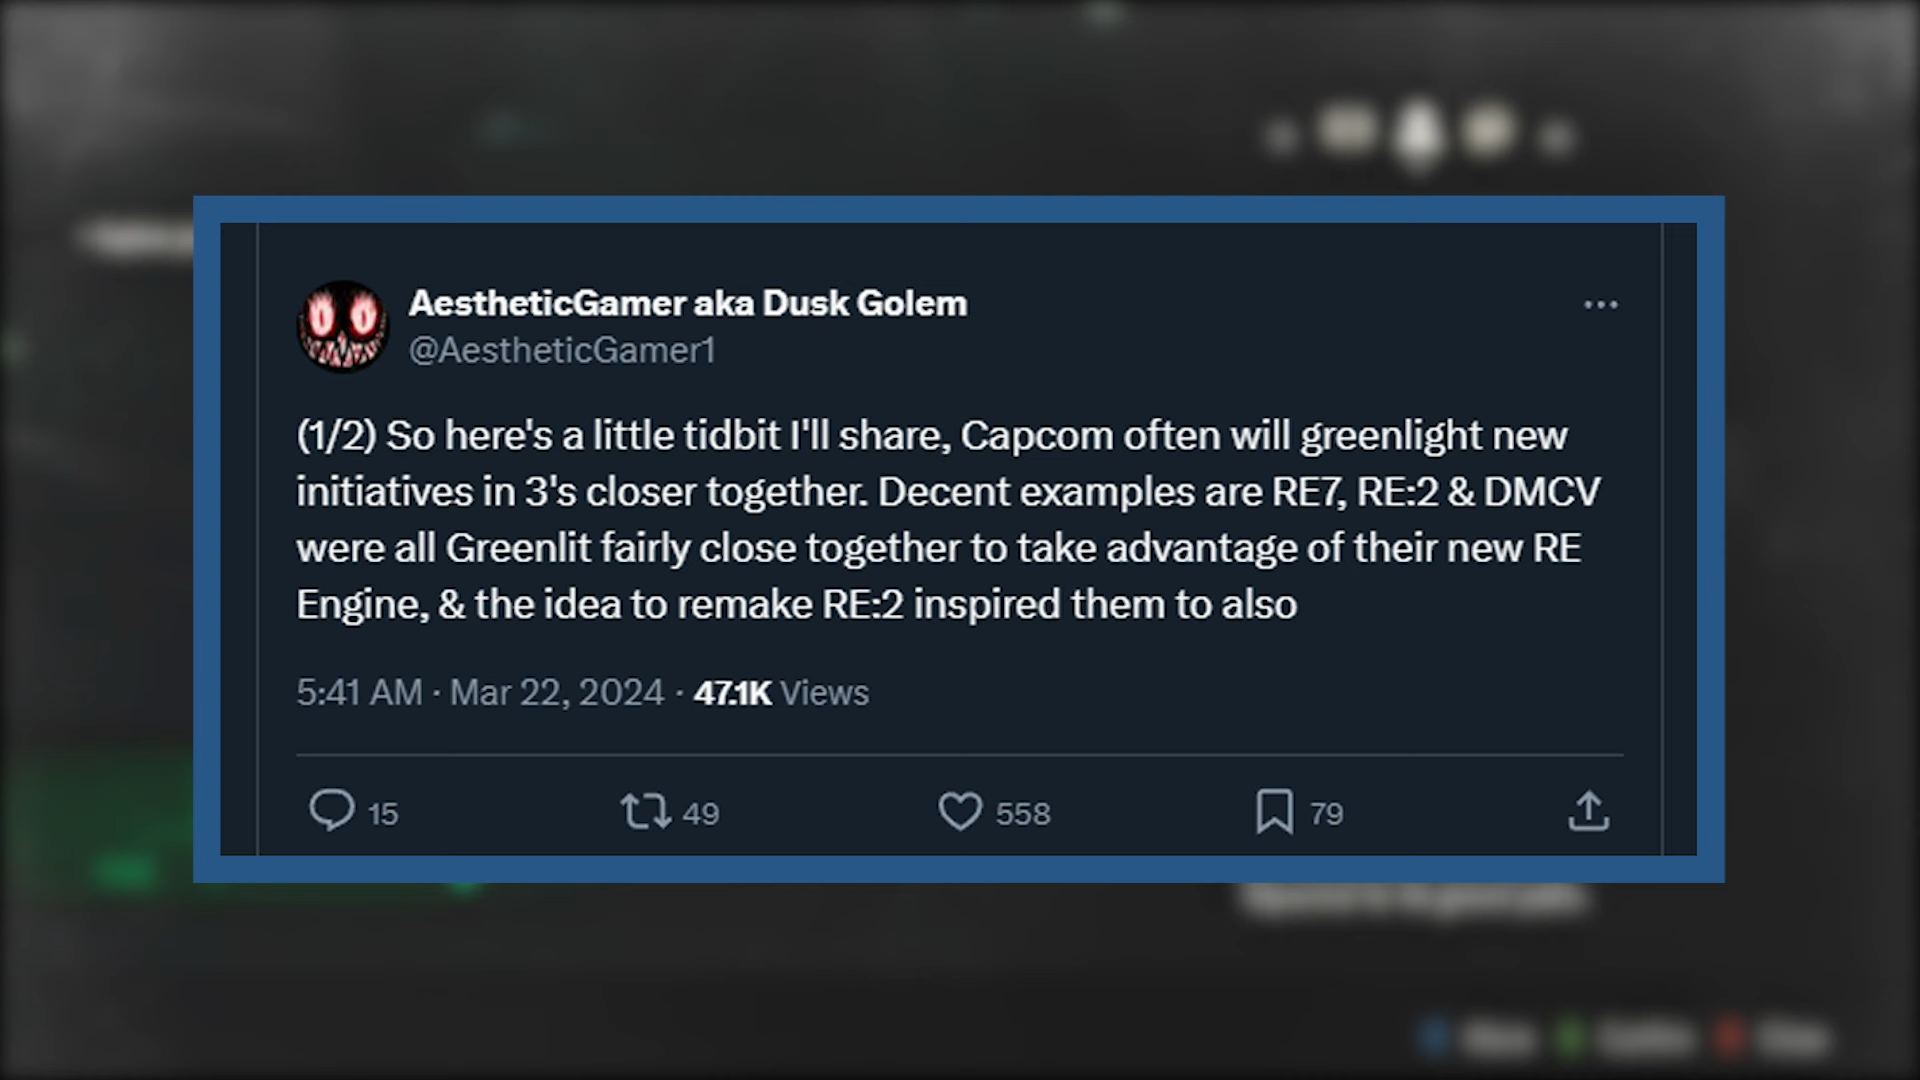 AestheticGamer aka Dusk Golem
@AestheticGamer1
(1/2) So here's a little tidbit I'll share, Capcom often will greenlight new
initiatives in 3's closer together. Decent examples are RE7, RE:2 & DMCV
were all Greenlit fairly close together to take advantage of their new RE
Engine, & the idea to remake RE:2 inspired them to also
5:41 AM · Mar 22, 2024 · 47.1K Views
15 49 558 79